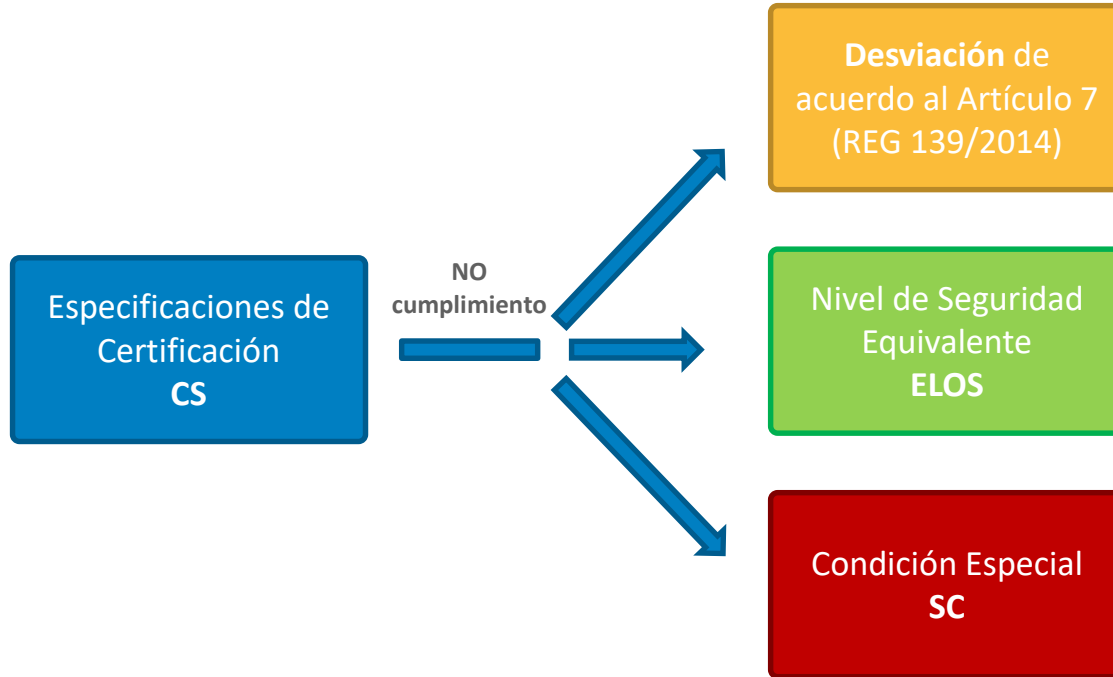 Desviación de
acuerdo al Artículo 7
(REG 139/2014)
Especificaciones de
Certificación
CS
NO
cumplimiento
Nivel de Seguridad
Equivalente
ELOS
Condición Especial
SC